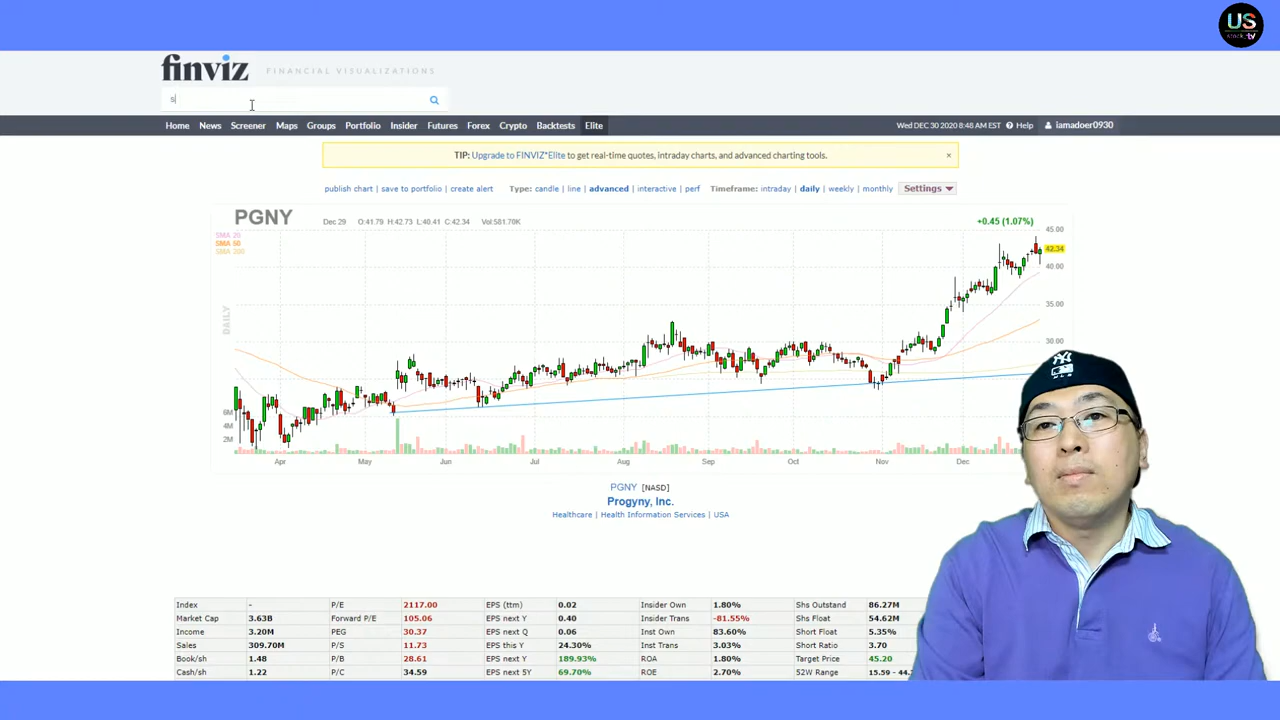 US
stock.tv
finviz FINANCIAL VISUALIZATIONS
s
Home News Screener Maps Groups Portfolio Insider Futures Forex Crypto Backtests Elite Wed DEC 30 2020 8:48 AM EST Help iamadoer0930
TIP: Upgrade to FINVIZ*Elite to get real-time quotes, intraday charts, and advanced charting tools. ×
publish chart | save to portfolio | create alert Type: candle | line | advanced | interactive | perf Timeframe: intraday | daily | weekly | monthly Settings
PGNY Dec 29 O:41.79 H:42.73 L:40.41 C:42.34 Vol:581.70K +0.45 (1.07%)
45.00
SMA 20
SMA 50
SMA 200
42.34
40.00
35.00
DAILY
30.00
6M
4M
2M
Apr May Jun Jul Aug Sep Oct Nov Dec
PGNY [NASD]
Progyny, Inc.
Healthcare | Health Information Services | USA
Index - P/E 2117.00 EPS (ttm) 0.02 Insider Own 1.80% Shs Outstand 86.27M
Market Cap 3.63B Forward P/E 105.06 EPS next Y 0.40 Insider Trans -81.55% Shs Float 54.62M
Income 3.20M PEG 30.37 EPS next Q 0.06 Inst Own 83.60% Short Float 5.35%
Sales 309.70M P/S 11.73 EPS this Y 24.30% Inst Trans 3.03% Short Ratio 3.70
Book/sh 1.48 P/B 28.61 EPS next Y 189.93% ROA 1.80% Target Price 45.20
Cash/sh 1.22 P/C 34.59 EPS next 5Y 69.70% ROE 2.70% 52W Range 15.59 - 44.